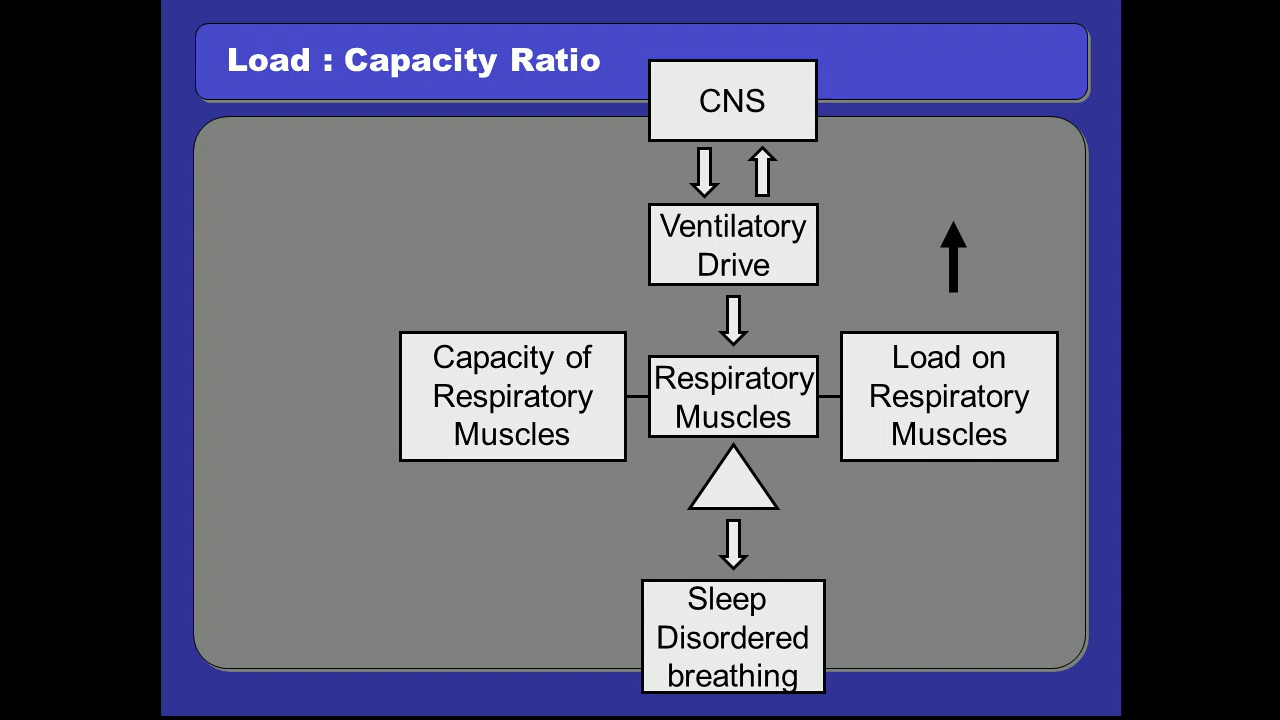 Load : Capacity Ratio
CNS
Ventilatory
Drive
Capacity of
Respiratory
Muscles
Respiratory
Muscles
Load on
Respiratory
Muscles
Sleep
Disordered
breathing